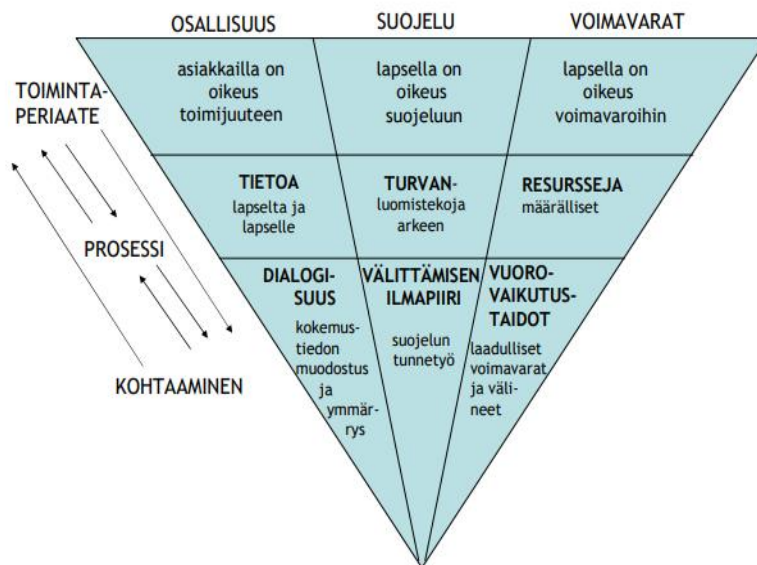 OSALLISUUS
SUOJELU
VOIMAVARAT
TOIMINTA-
PERIAATE
asiakkailla on
oikeus
toimijuuteen
lapsella on
oikeus
suojeluun
lapsella on
oikeus
voimavaroihin
PROSESSI
TIETOA
lapselta ja
lapselle
TURVAN-
luomistekoja
arkeen
RESURSSEJA
määrälliset
KOHTAAMINEN
DIALOGI-
SUUS
kokemus-
tiedon
muodostus
ja
ymmär-
rys
VÄLITTÄMISEN
ILMAPIIRI
suojelun
tunnetyö
VUORO-
VAIKUTUS-
TAIDOT
laadulliset
voimavarat
ja väli-
neet